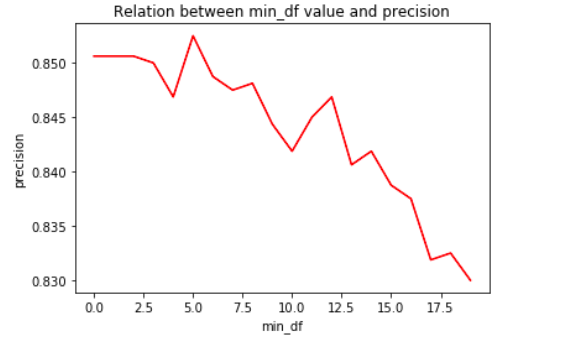 Relation between min_df value and precision
0.850
0.845
0.840
0.835
0.830
precision
0.0 2.5 5.0 7.5 10.0 12.5 15.0 17.5
min_df